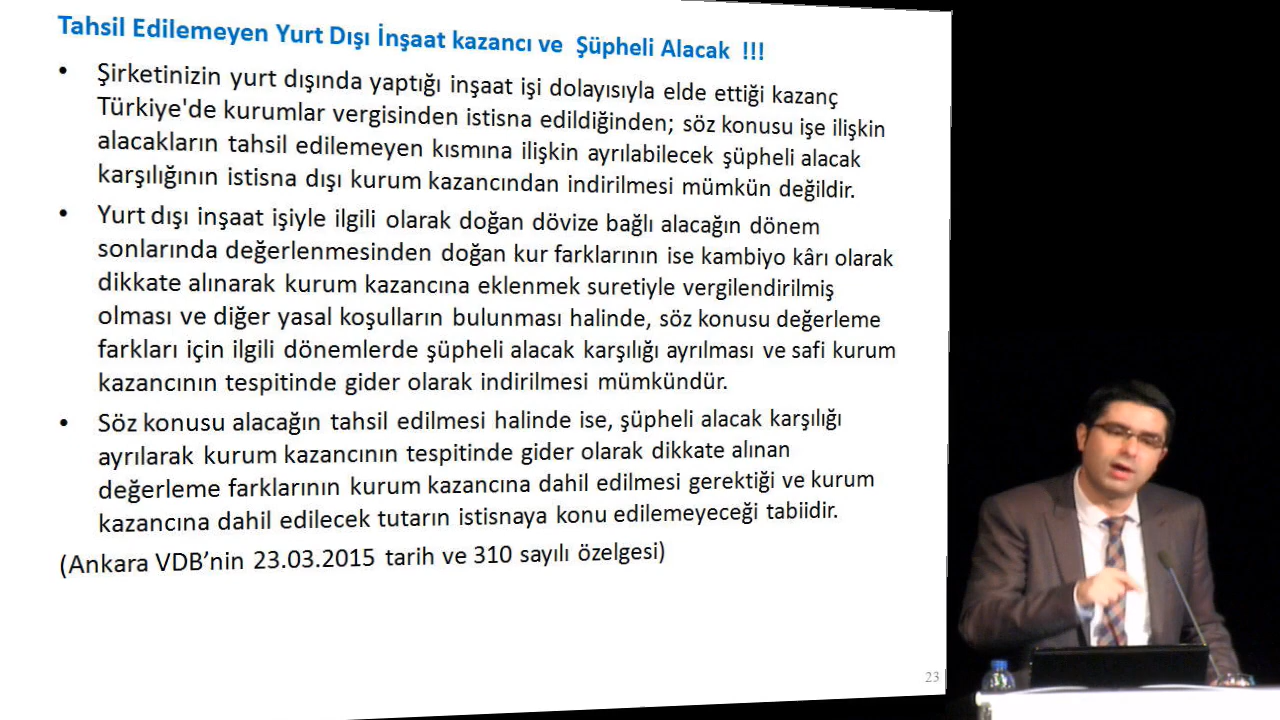 Tahsil Edilemeyen Yurt Dışı İnşaat kazancı ve Şüpheli Alacak !!!
• Şirketinizin yurt dışında yaptığı inşaat işi dolayısıyla elde ettiği kazanç
Türkiye'de kurumlar vergisinden istisna edildiğinden; söz konusu işe ilişkin
alacakların tahsil edilemeyen kısmına ilişkin ayrılabilecek şüpheli alacak
karşılığının istisna dışı kurum kazancından indirilmesi mümkün değildir.
• Yurt dışı inşaat işiyle ilgili olarak doğan dövize bağlı alacağın dönem
sonlarında değerlenmesinden doğan kur farklarının ise kambiyo kârı olarak
dikkate alınarak kurum kazancına eklenmek suretiyle vergilendirilmiş
olması ve diğer yasal koşulların bulunması halinde, söz konusu değerleme
farkları için ilgili dönemlerde şüpheli alacak karşılığı ayrılması ve safi kurum
kazancının tespitinde gider olarak indirilmesi mümkündür.
• Söz konusu alacağın tahsil edilmesi halinde ise, şüpheli alacak karşılığı
ayrılarak kurum kazancının tespitinde gider olarak dikkate alınan
değerleme farklarının kurum kazancına dahil edilmesi gerektiği ve kurum
kazancına dahil edilecek tutarın istisnaya konu edilemeyeceği tabiidir.
(Ankara VDB’nin 23.03.2015 tarih ve 310 sayılı özelgesi)
23